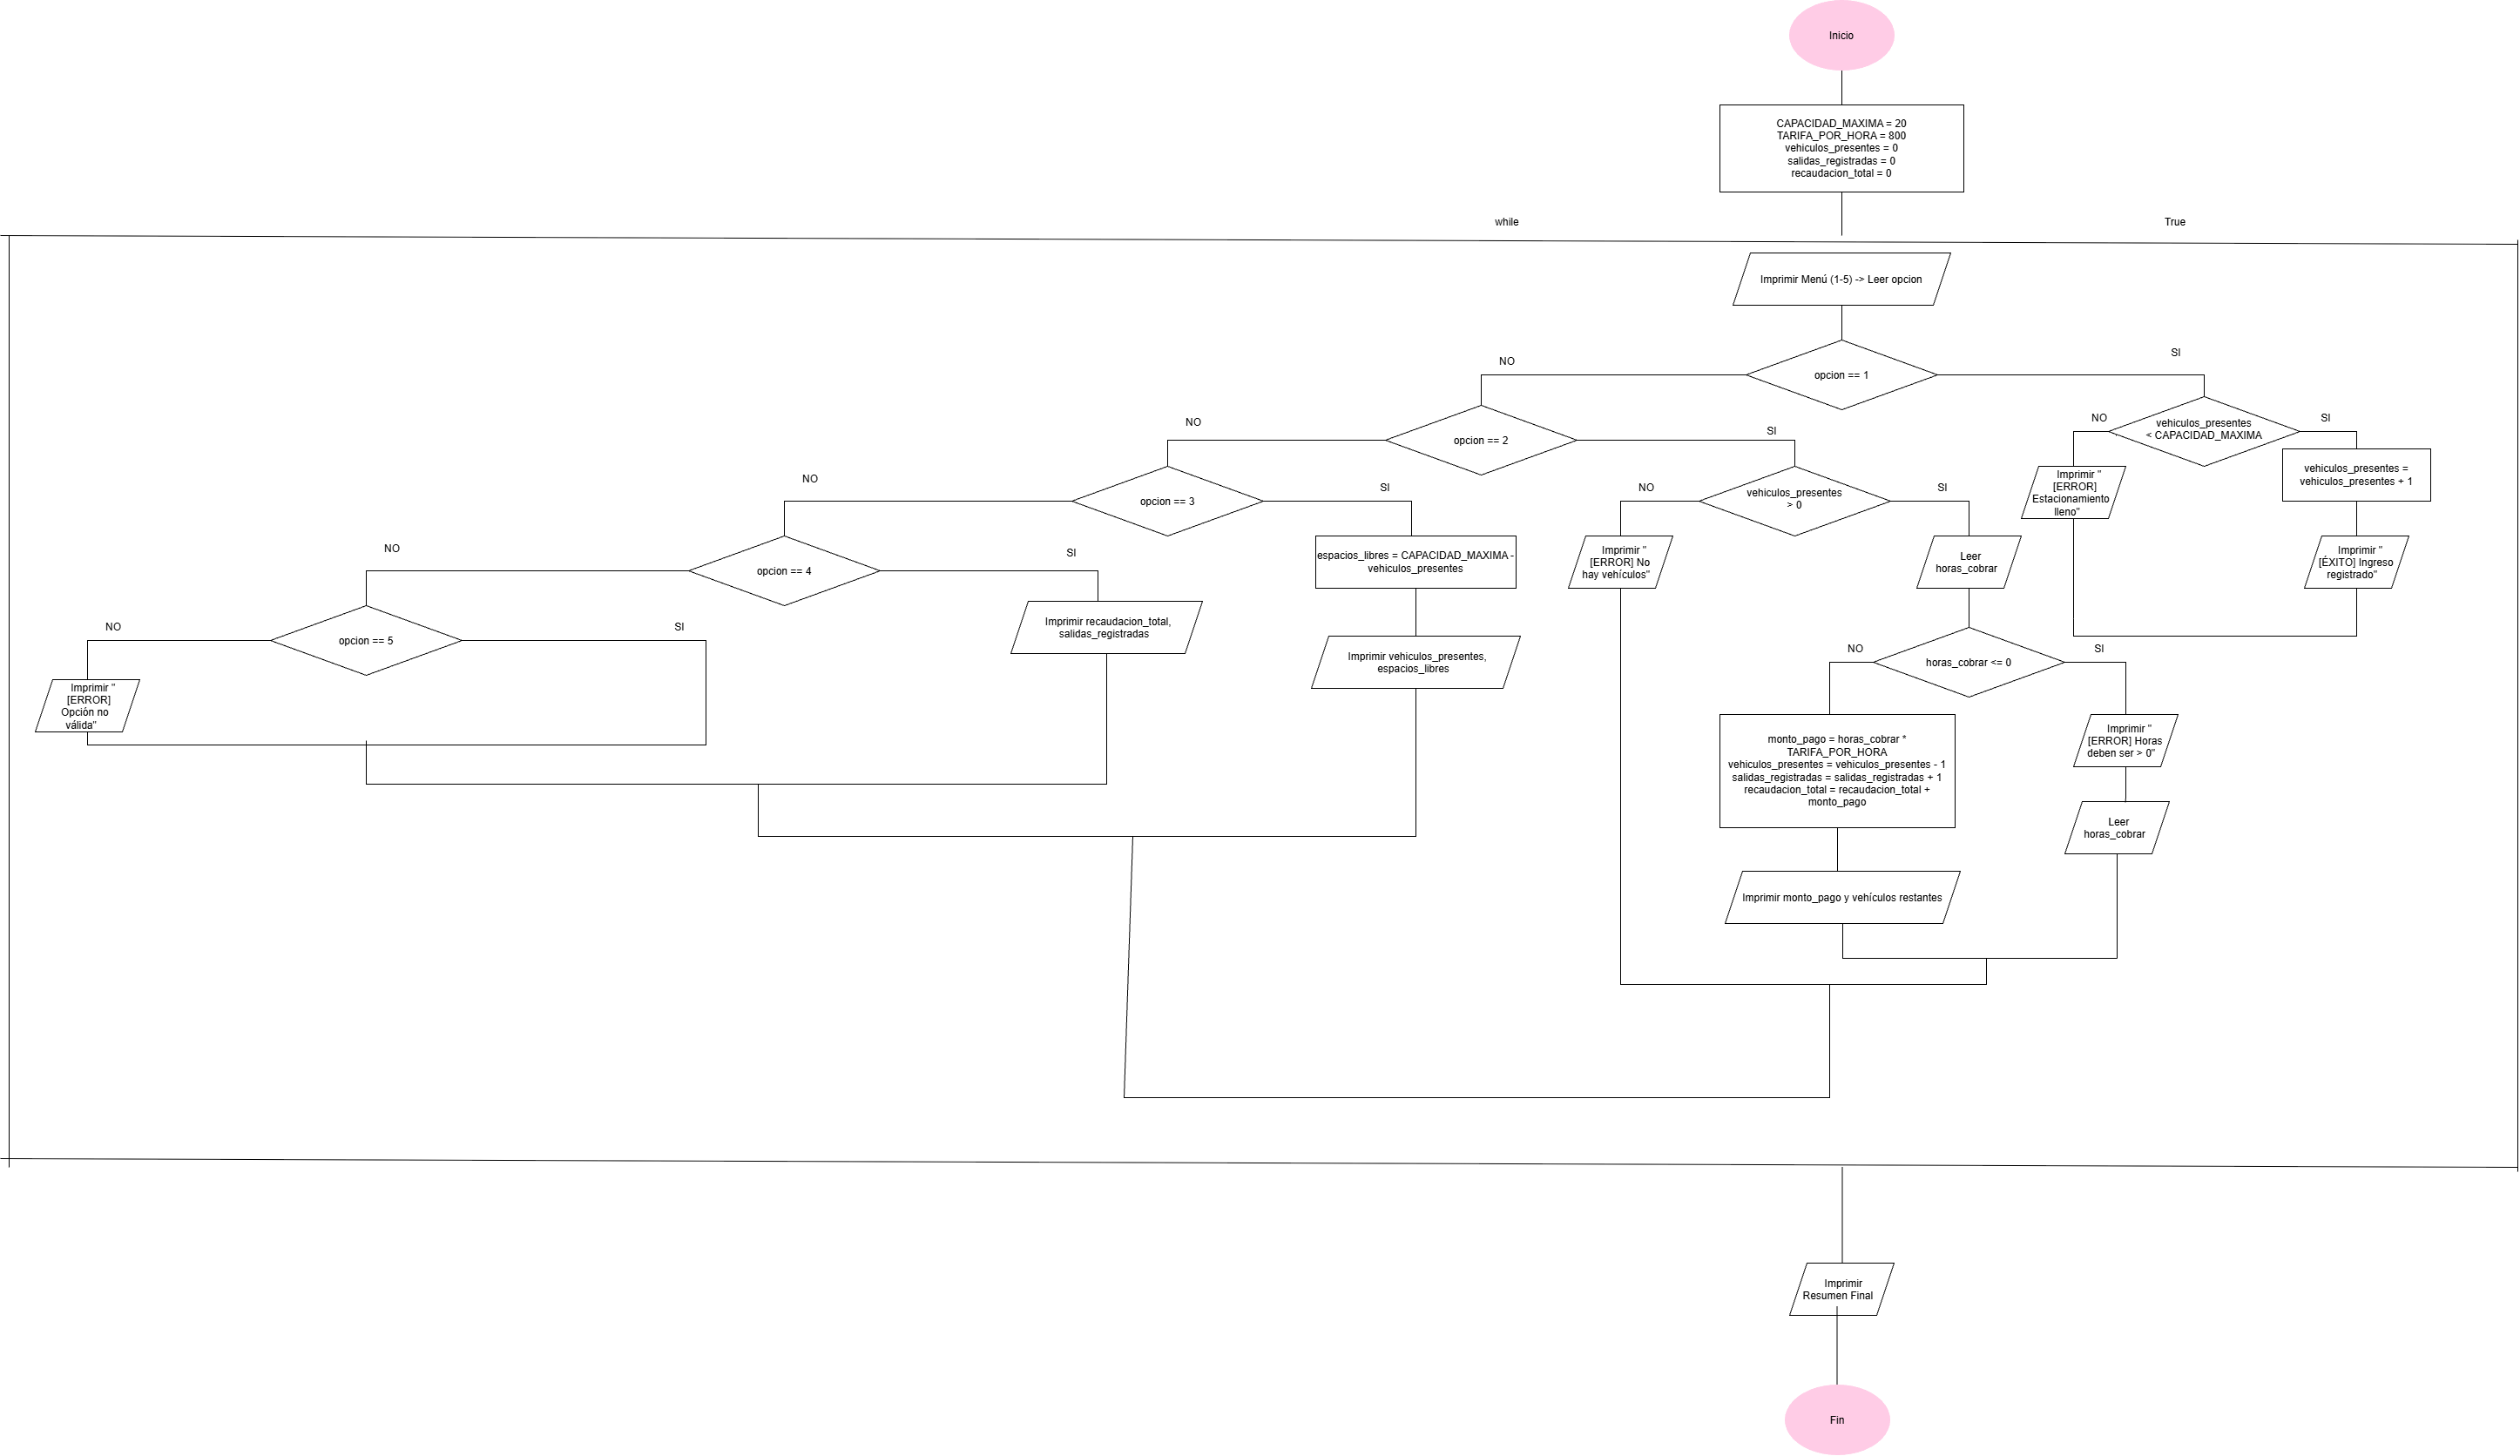 Inicio
CAPACIDAD_MAXIMA = 20
TARIFA_POR_HORA = 800
vehiculos_presentes = 0
salidas_registradas = 0
recaudacion_total = 0
while
True
Imprimir Menú (1-5) -> Leer opcion
opcion == 1
NO
SI
opcion == 2
NO
SI
vehiculos_presentes
< CAPACIDAD_MAXIMA
NO
SI
Imprimir "
[ERROR]
Estacionamiento
lleno"
vehiculos_presentes =
vehiculos_presentes + 1
Imprimir "
[ÉXITO] Ingreso
registrado"
opcion == 3
NO
SI
vehiculos_presentes
> 0
NO
SI
Imprimir "
[ERROR] No
hay vehículos"
Leer
horas_cobrar
espacios_libres = CAPACIDAD_MAXIMA -
vehiculos_presentes
Imprimir vehiculos_presentes,
espacios_libres
opcion == 4
NO
SI
Imprimir recaudacion_total,
salidas_registradas
opcion == 5
NO
SI
Imprimir "
[ERROR]
Opción no
válida"
horas_cobrar <= 0
NO
SI
monto_pago = horas_cobrar *
TARIFA_POR_HORA
vehiculos_presentes = vehiculos_presentes - 1
salidas_registradas = salidas_registradas + 1
recaudacion_total = recaudacion_total +
monto_pago
Imprimir "
[ERROR] Horas
deben ser > 0"
Leer
horas_cobrar
Imprimir monto_pago y vehículos restantes
Imprimir
Resumen Final
Fin